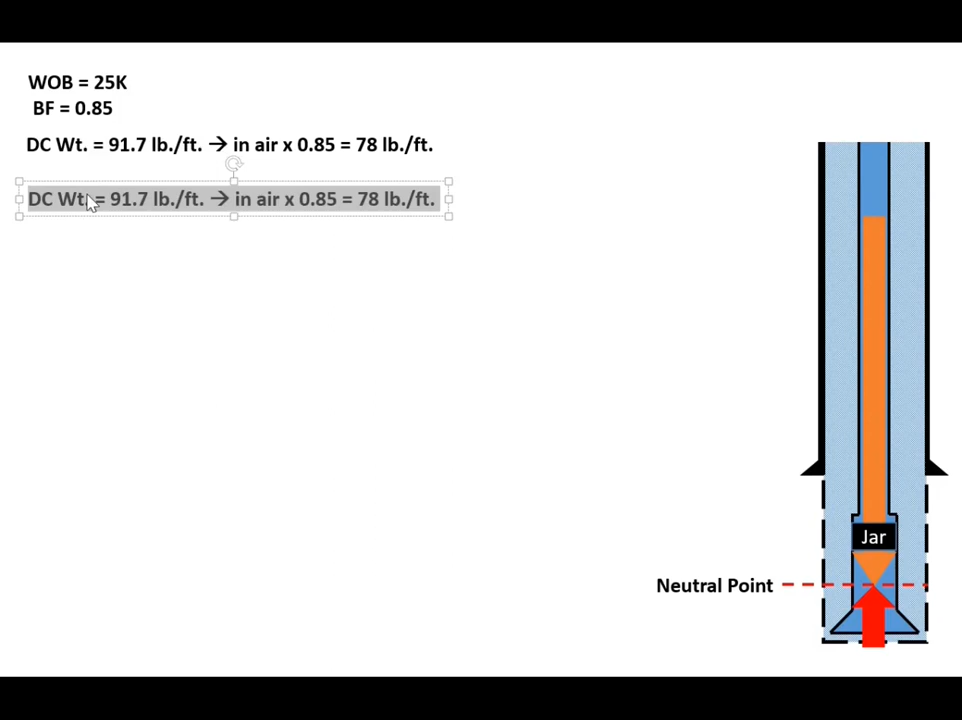 WOB = 25K
BF = 0.85
DC Wt. = 91.7 lb./ft. → in air x 0.85 = 78 lb./ft.
DC Wt. = 91.7 lb./ft. → in air x 0.85 = 78 lb./ft.
Jar
Neutral Point